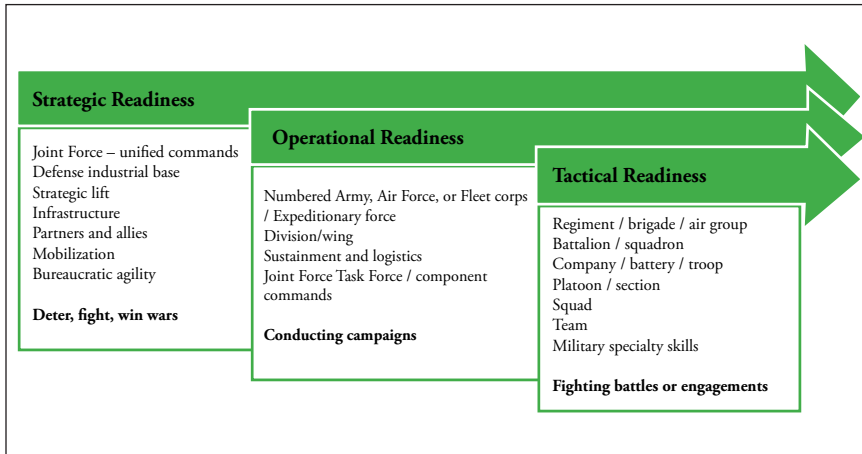 Strategic Readiness
Joint Force – unified commands
Defense industrial base
Strategic lift
Infrastructure
Partners and allies
Mobilization
Bureaucratic agility
Deter, fight, win wars
Operational Readiness
Numbered Army, Air Force, or Fleet corps
/ Expeditionary force
Division/wing
Sustainment and logistics
Joint Force Task Force / component
commands
Conducting campaigns
Tactical Readiness
Regiment / brigade / air group
Battalion / squadron
Company / battery / troop
Platoon / section
Squad
Team
Military specialty skills
Fighting battles or engagements